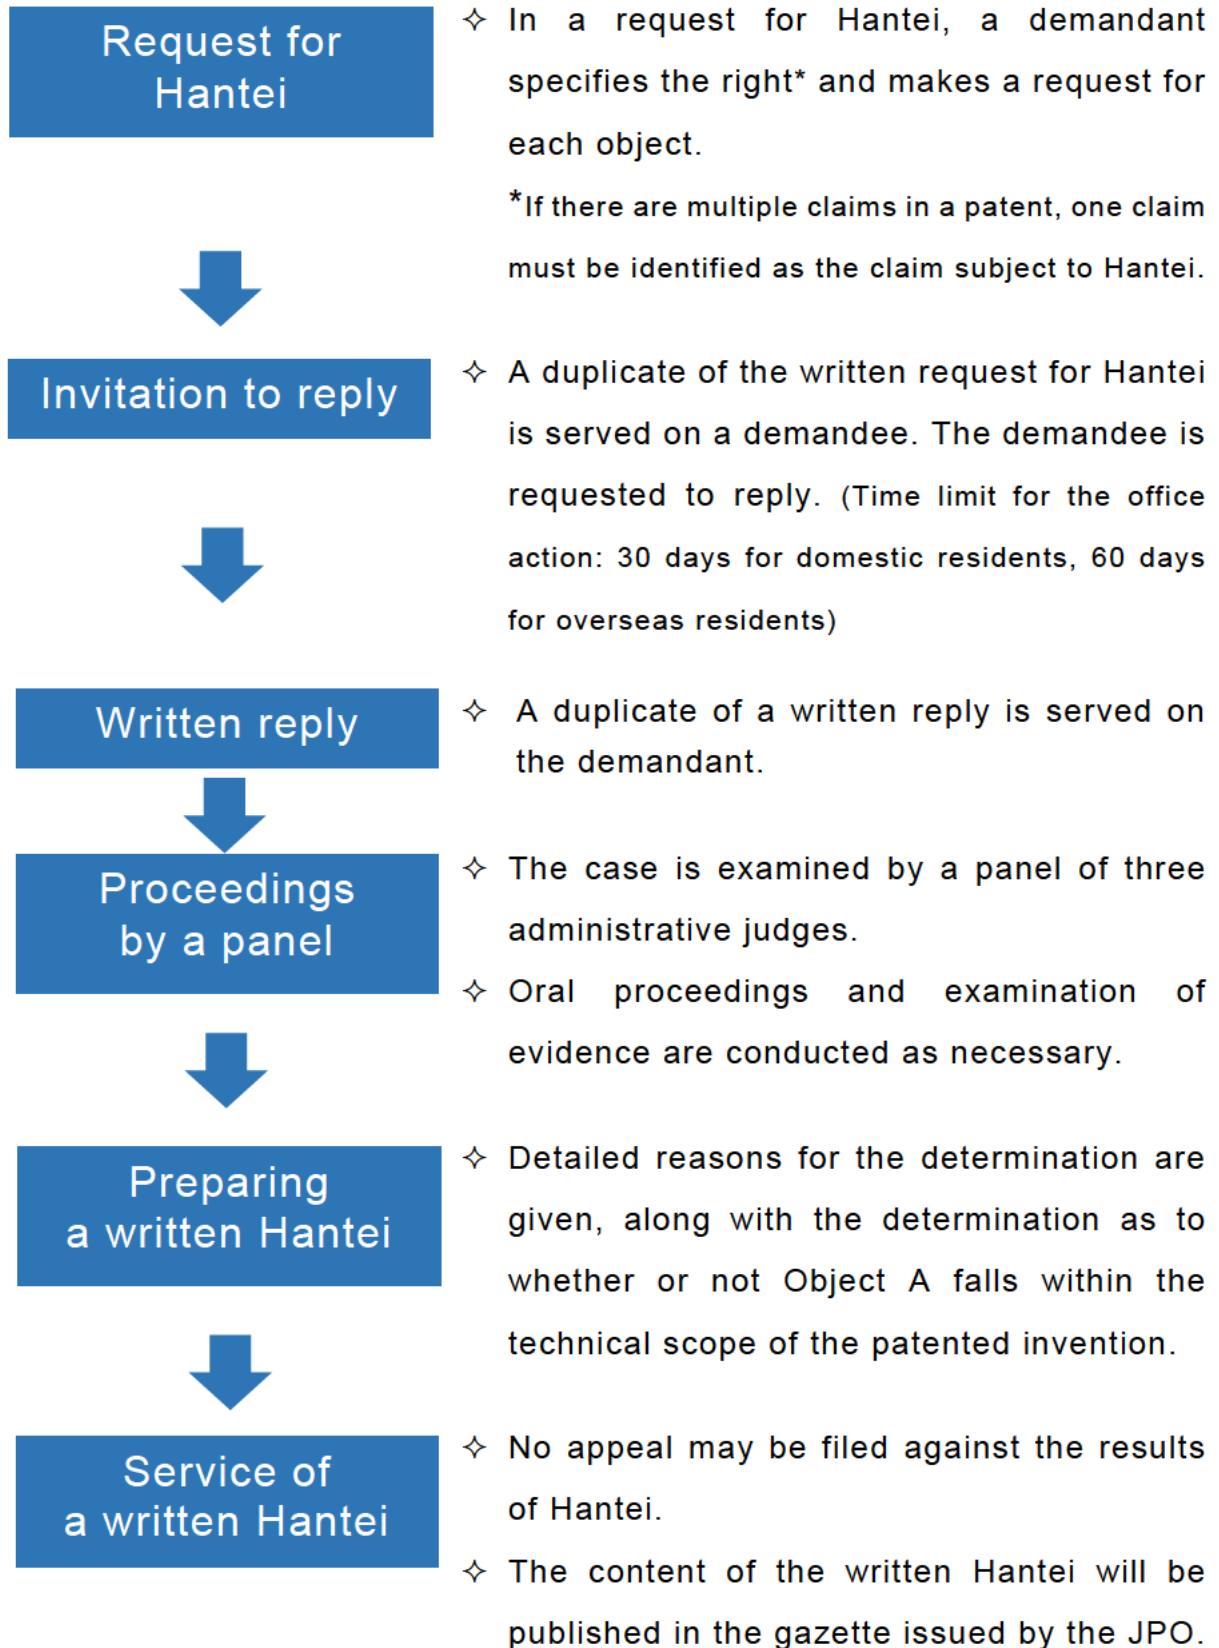 Request for
Hantei
✧ In a request for Hantei, a demandant
specifies the right* and makes a request for
each object.
*If there are multiple claims in a patent, one claim
must be identified as the claim subject to Hantei.
Invitation to reply
✧ A duplicate of the written request for Hantei
is served on a demandee. The demandee is
requested to reply. (Time limit for the office
action: 30 days for domestic residents, 60 days
for overseas residents)
Written reply
✧ A duplicate of a written reply is served on
the demandant.
Proceedings
by a panel
✧ The case is examined by a panel of three
administrative judges.
✧ Oral proceedings and examination of
evidence are conducted as necessary.
Preparing
a written Hantei
✧ Detailed reasons for the determination are
given, along with the determination as to
whether or not Object A falls within the
technical scope of the patented invention.
Service of
a written Hantei
✧ No appeal may be filed against the results
of Hantei.
✧ The content of the written Hantei will be
published in the gazette issued by the JPO.